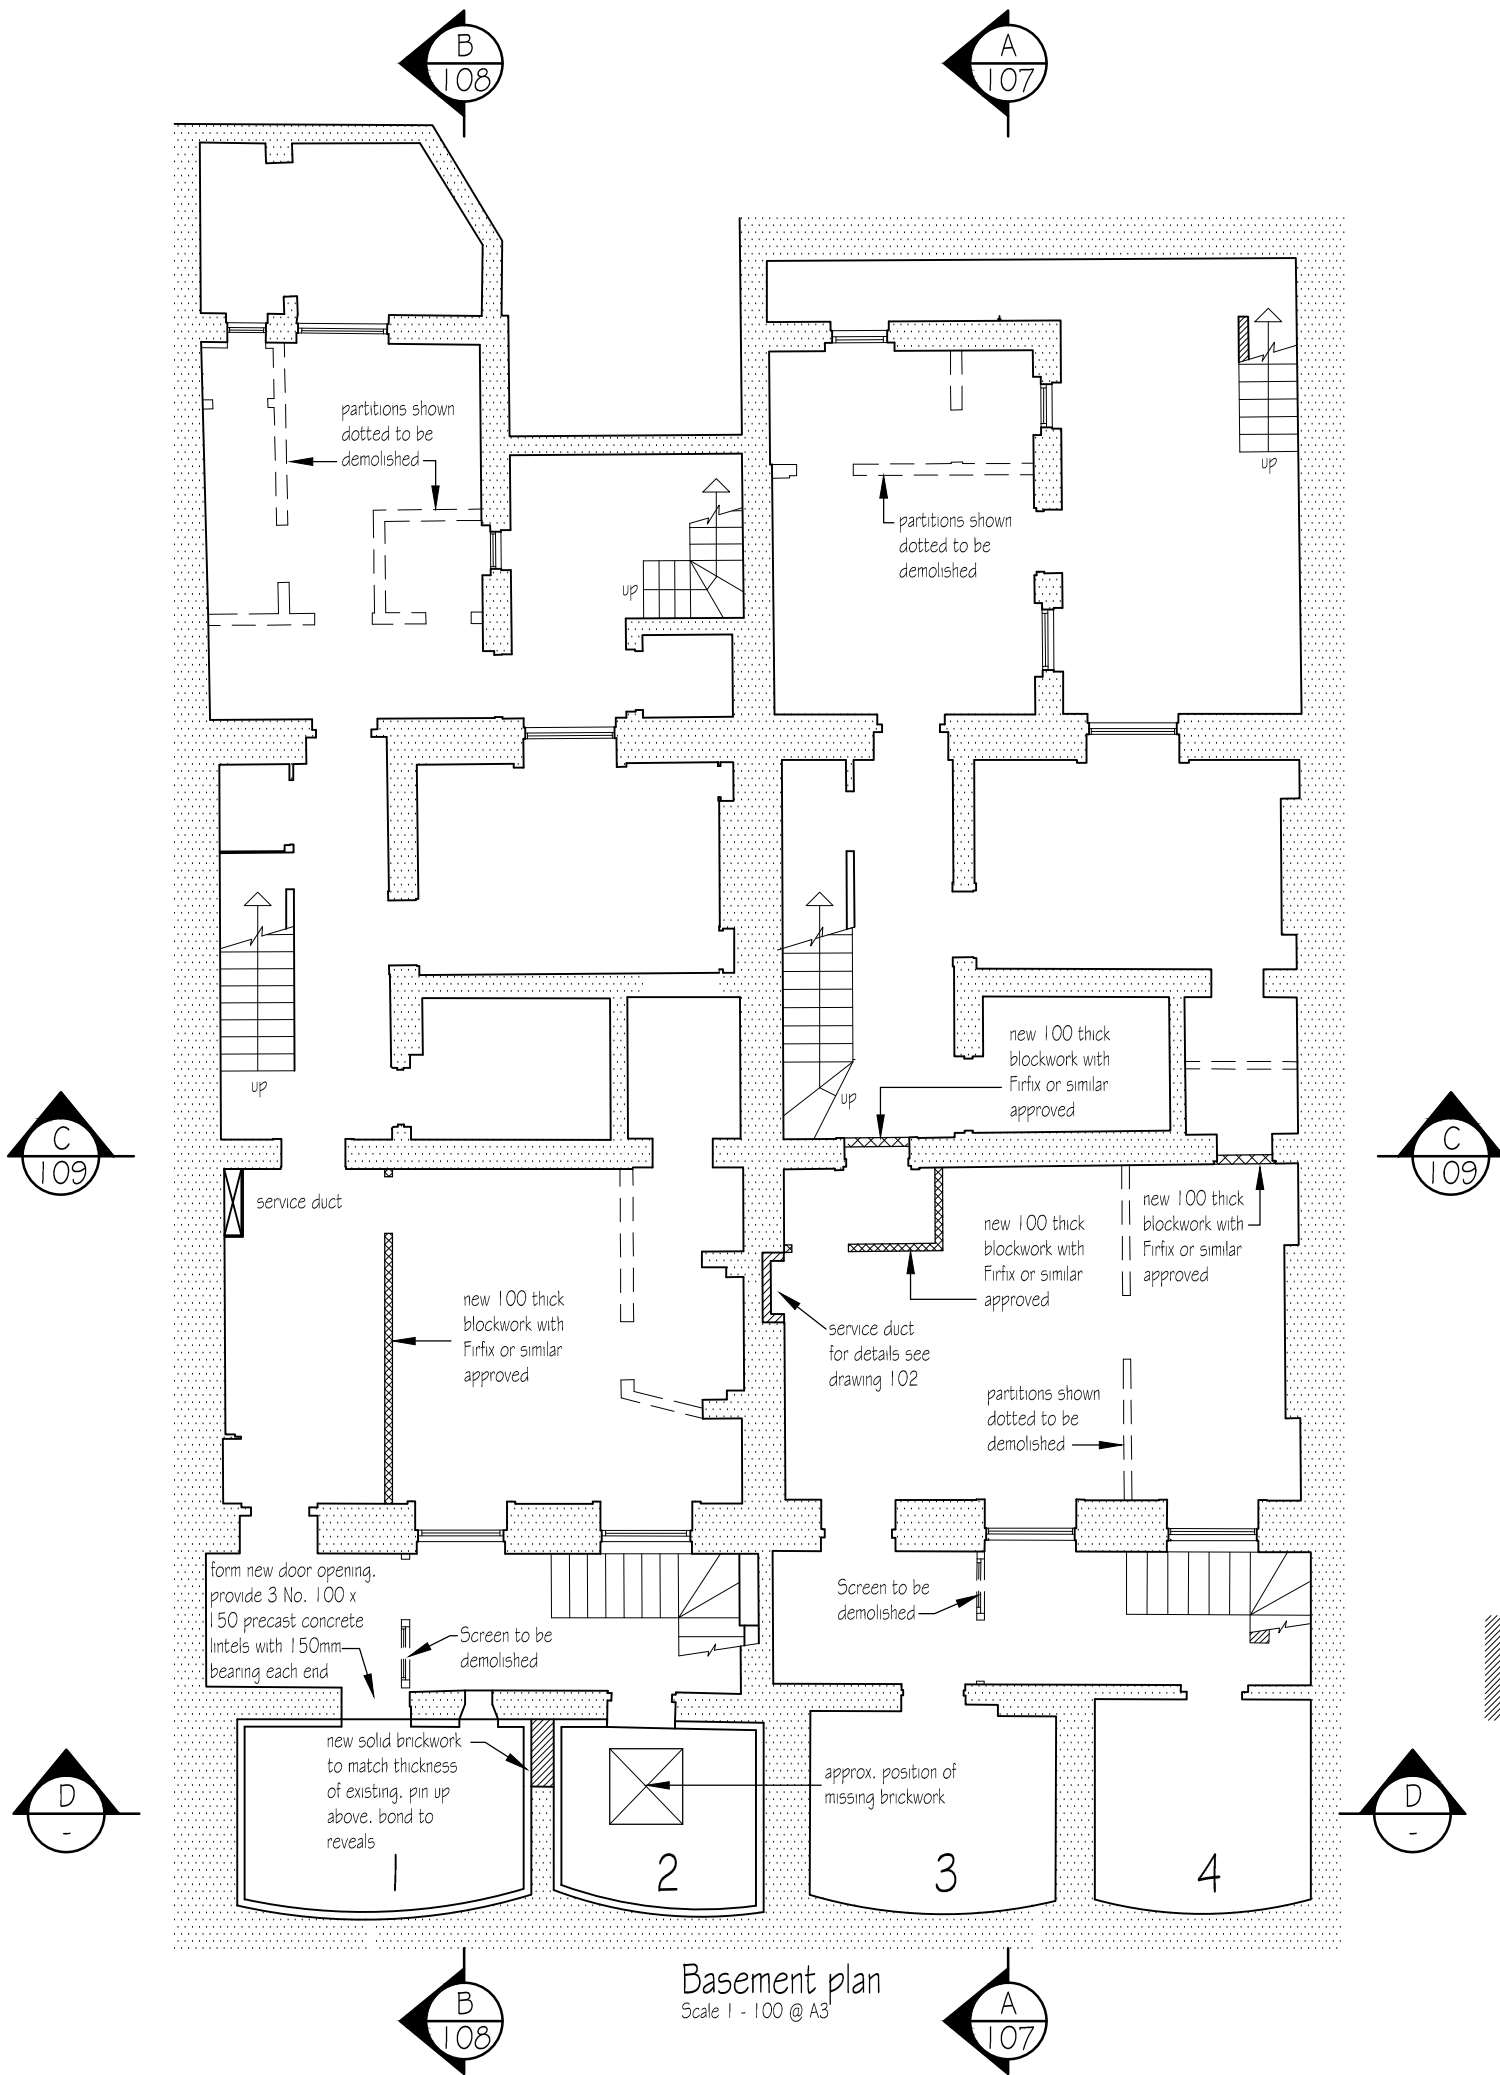 B
108
A
107
partitions shown
dotted to be
demolished
up
partitions shown
dotted to be
demolished
up
up
up
new 100 thick
blockwork with
Firfix or similar
approved
C
109
C
109
service duct
new 100 thick
blockwork with
Firfix or similar
approved
new 100 thick
blockwork with
Firfix or similar
approved
new 100 thick
blockwork with
Firfix or similar
approved
service duct
for details see
drawing 102
partitions shown
dotted to be
demolished
form new door opening.
provide 3 No. 100 x
150 precast concrete
lintels with 150mm
bearing each end
Screen to be
demolished
Screen to be
demolished
new solid brickwork
to match thickness
of existing. pin up
above. bond to
reveals
approx. position of
missing brickwork
D
-
D
-
1
2
3
4
Basement plan
Scale 1 - 100 @ A3
B
108
A
107